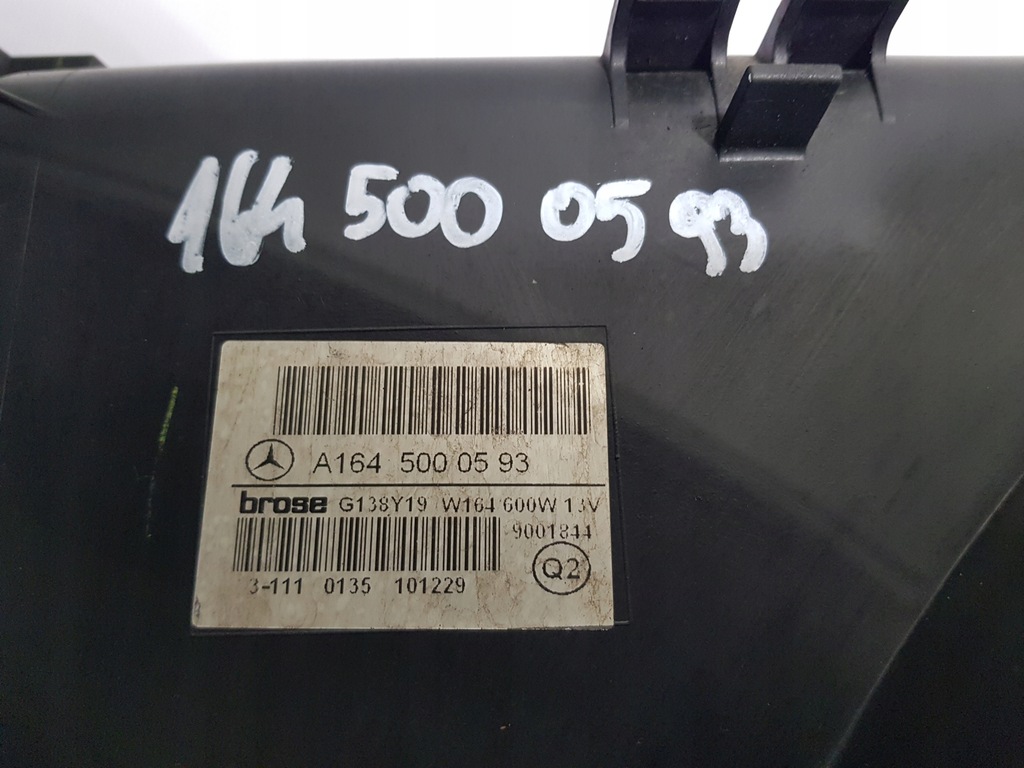 164 500 05 93
A164 500 05 93
brose G138Y19 W164 600W 13V
9001844
Q2
3-111 0135 101229